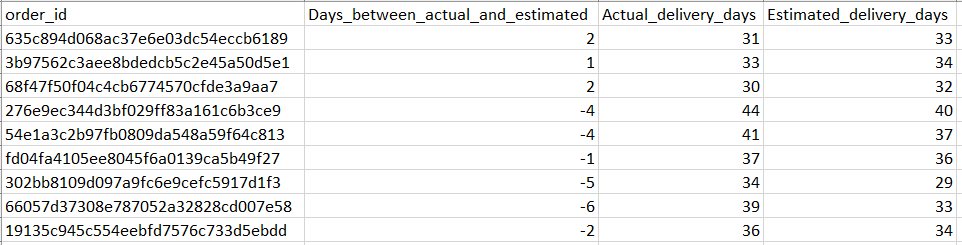 order_id Days_between_actual_and_estimated Actual_delivery_days Estimated_delivery_days
635c894d068ac37e6e03dc54eccb6189 2 31 33
3b97562c3aee8bdedcb5c2e45a50d5e1 1 33 34
68f47f50f04c4cb6774570cfde3a9aa7 2 30 32
276e9ec344d3bf029ff83a161c6b3ce9 -4 44 40
54e1a3c2b97fb0809da548a59f64c813 -4 41 37
fd04fa4105ee8045f6a0139ca5b49f27 -1 37 36
302bb8109d097a9fc6e9cefc5917d1f3 -5 34 29
66057d37308e787052a32828cd007e58 -6 39 33
19135c945c554eebfd7576c733d5ebdd -2 36 34